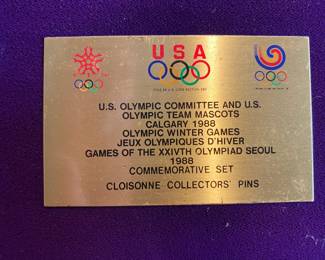 USA
U.S. OLYMPIC COMMITTEE AND U.S.
OLYMPIC TEAM MASCOTS
CALGARY 1988
OLYMPIC WINTER GAMES
JEUX OLYMPIQUES D'HIVER
GAMES OF THE XXIVTH OLYMPIAD SEOUL
1988
COMMEMORATIVE SET
CLOISONNE COLLECTORS' PINS